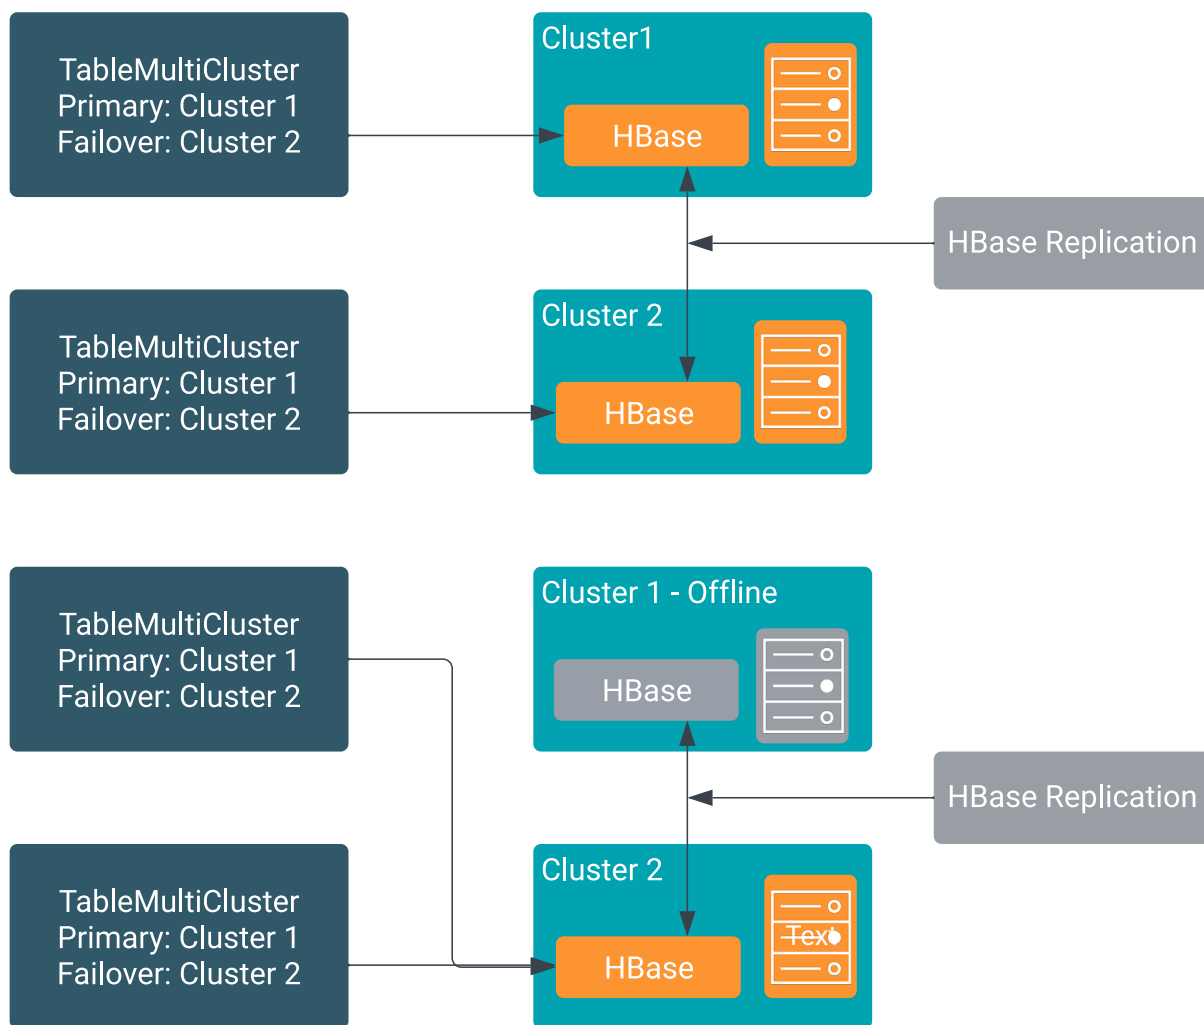 TableMultiCluster
Primary: Cluster 1
Failover: Cluster 2
Cluster1
HBase
HBase Replication
TableMultiCluster
Primary: Cluster 1
Failover: Cluster 2
Cluster 2
HBase
TableMultiCluster
Primary: Cluster 1
Failover: Cluster 2
Cluster 1 - Offline
HBase
HBase Replication
TableMultiCluster
Primary: Cluster 1
Failover: Cluster 2
Cluster 2
HBase
Text